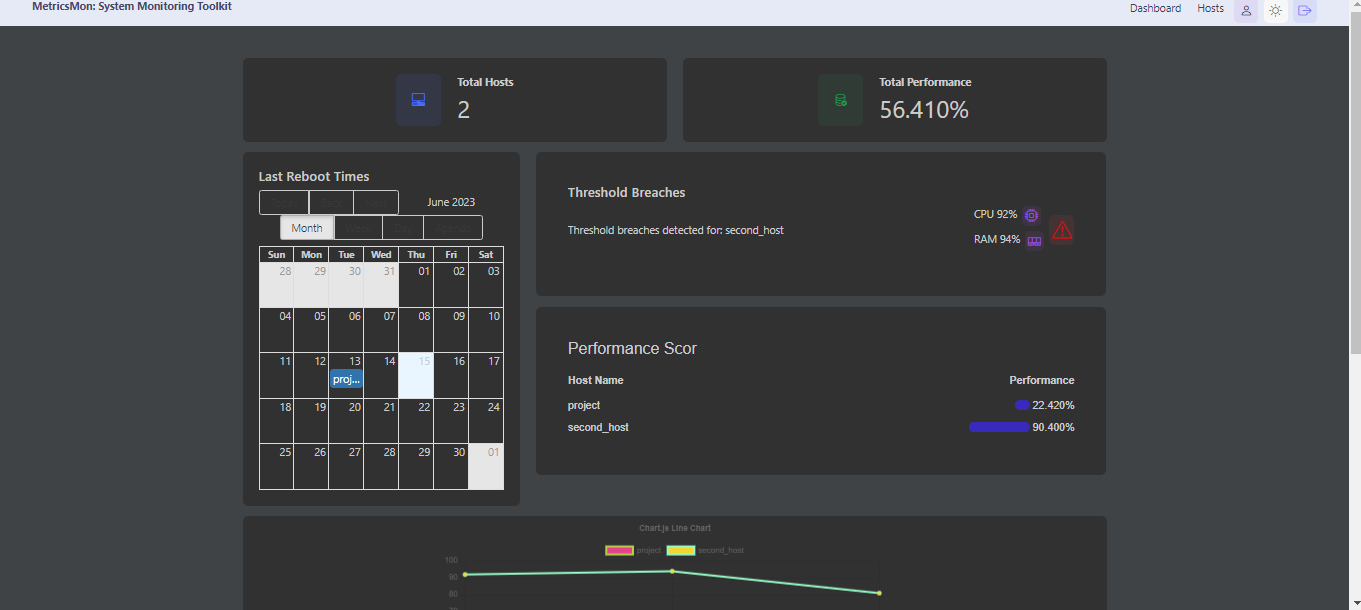 MetricsMon: System Monitoring Toolkit
Dashboard Hosts
Total Hosts
2
Total Performance
56.410%
Last Reboot Times
Today Back Next June 2023
Month Week Day Agenda
Sun Mon Tue Wed Thu Fri Sat
28 29 30 31 01 02 03
04 05 06 07 08 09 10
11 12 13 14 15 16 17
proj...
18 19 20 21 22 23 24
25 26 27 28 29 30 01
Threshold Breaches
Threshold breaches detected for: second_host
CPU 92%
RAM 94%
Performance Scor
Host Name Performance
project 22.420%
second_host 90.400%
Chart.js Line Chart
project second_host
100
90
80